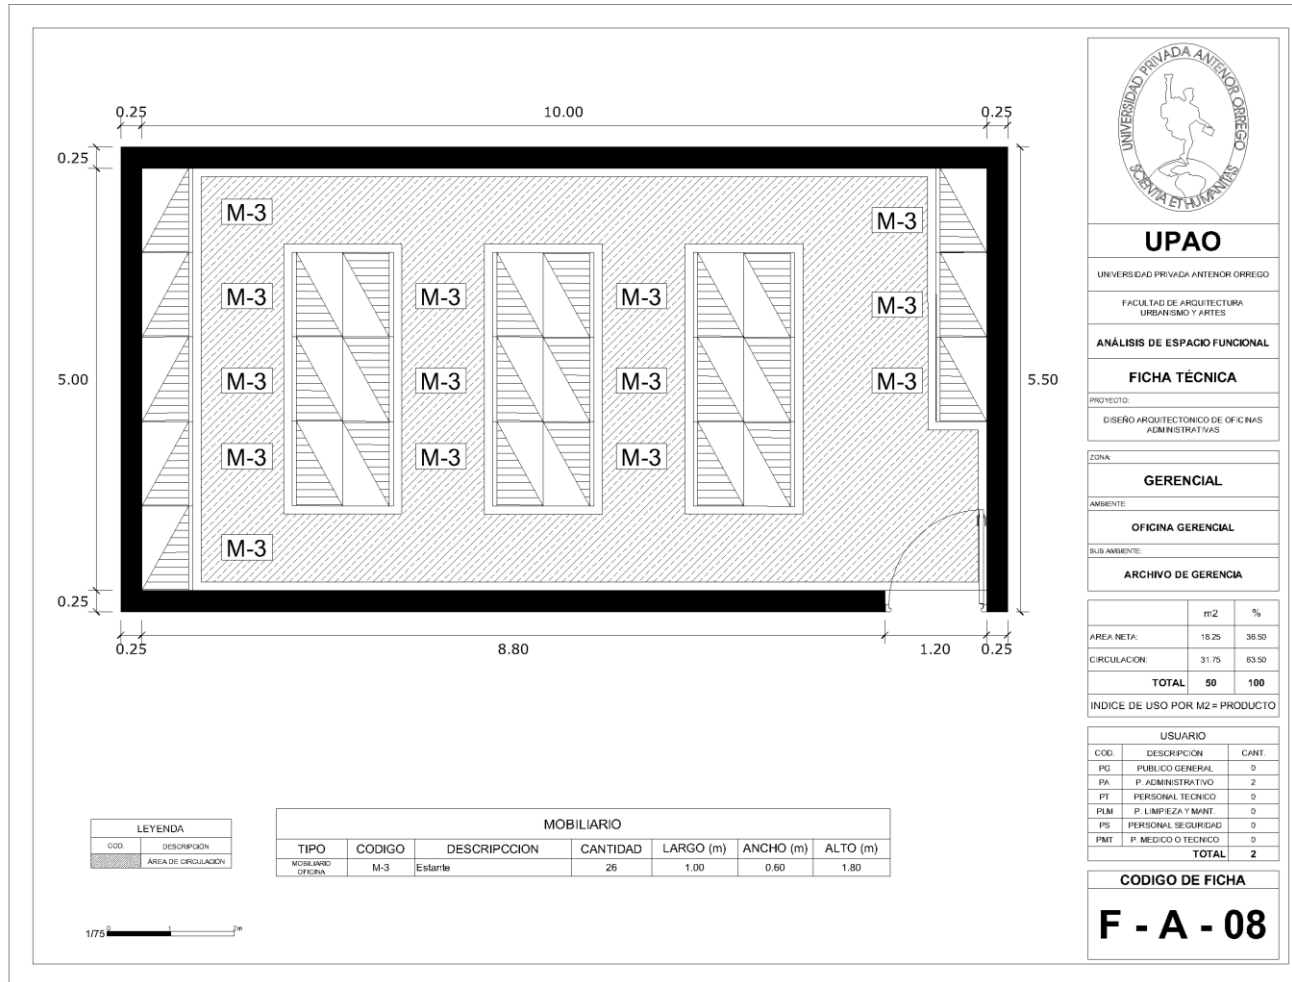 0.25
10.00
0.25
0.25
5.00
0.25
5.50
0.25
8.80
1.20
0.25
M-3
M-3
M-3
M-3
M-3
M-3
M-3
M-3
M-3
M-3
M-3
M-3
M-3
M-3
UNIVERSIDAD PRIVADA ANTENOR ORREGO
SCIENTIA ET HUMANITAS
UPAO
UNIVERSIDAD PRIVADA ANTENOR ORREGO
FACULTAD DE ARQUITECTURA
URBANISMO Y ARTES
ANÁLISIS DE ESPACIO FUNCIONAL
FICHA TÉCNICA
PROYECTO:
DISEÑO ARQUITECTONICO DE OFICINAS
ADMINISTRATIVAS
ZONA:
GERENCIAL
AMBIENTE:
OFICINA GERENCIAL
SUB AMBIENTE:
ARCHIVO DE GERENCIA
m2 %
AREA NETA: 18.25 36.50
CIRCULACION: 31.75 63.50
TOTAL 50 100
INDICE DE USO POR M2 = PRODUCTO
USUARIO
COD. DESCRIPCIÓN CANT.
PG PUBLICO GENERAL 0
PA P. ADMINISTRATIVO 2
PT PERSONAL TECNICO 0
PLM P. LIMPIEZA Y MANT. 0
PS PERSONAL SEGURIDAD 0
PMT P. MEDICO O TECNICO 0
TOTAL 2
CODIGO DE FICHA
F - A - 08
LEYENDA
COD. DESCRIPCIÓN
ÁREA DE CIRCULACIÓN
MOBILIARIO
TIPO CODIGO DESCRIPCCION CANTIDAD LARGO (m) ANCHO (m) ALTO (m)
MOBILIARIO
OFICINA M-3 Estante 26 1.00 0.60 1.80
1/75 0 1 2m